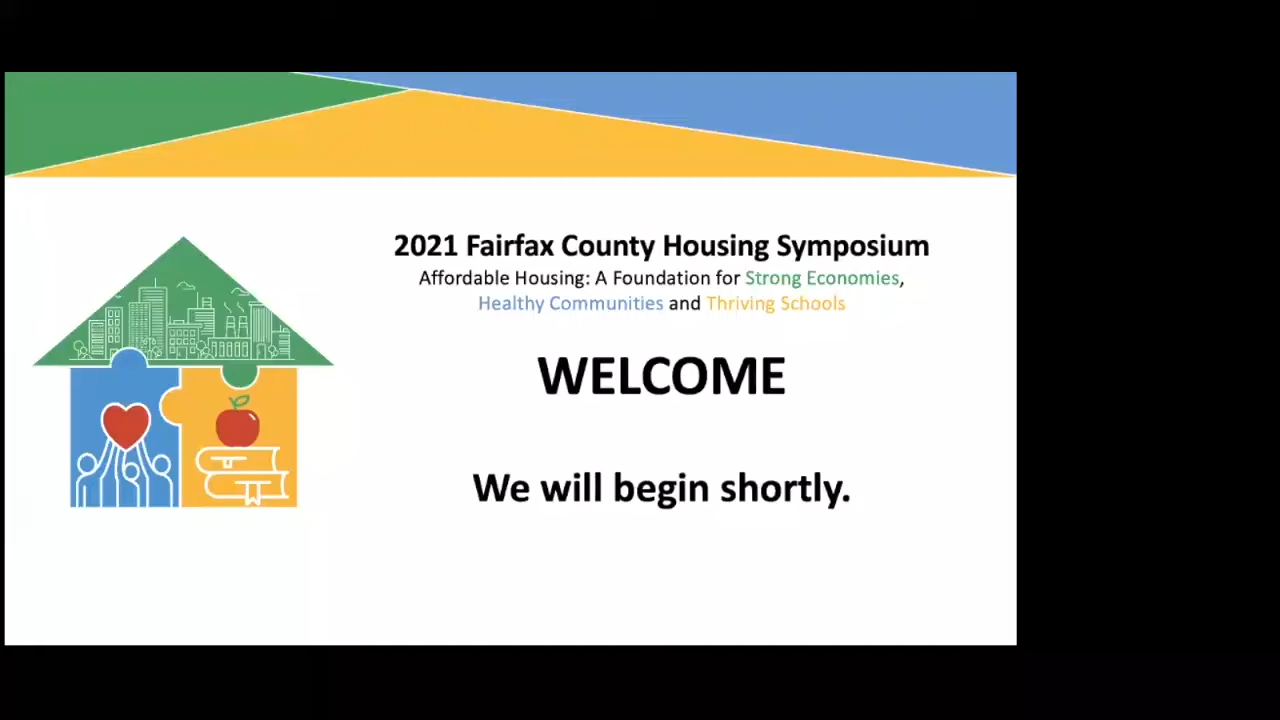 2021 Fairfax County Housing Symposium
Affordable Housing: A Foundation for Strong Economies,
Healthy Communities and Thriving Schools
WELCOME
We will begin shortly.